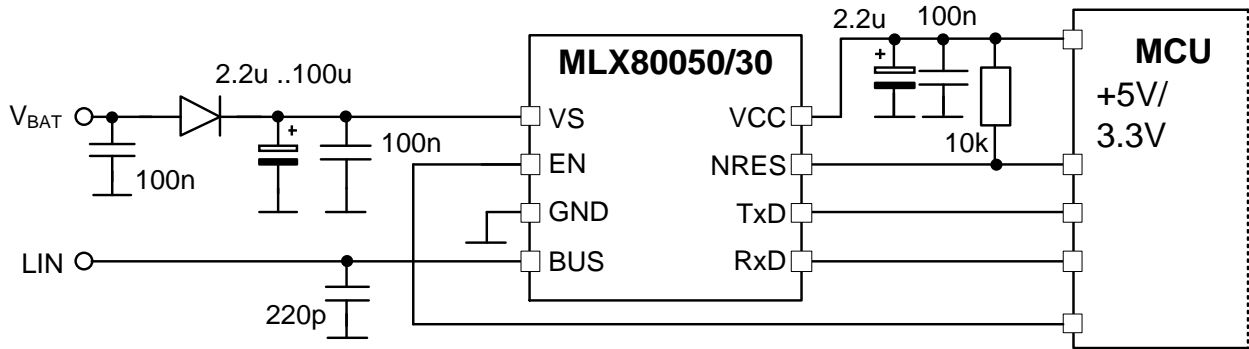 2.2u 100n
MLX80050/30
MCU
+5V/
3.3V
2.2u ..100u
VBAT
+
+
VS
VCC
100n
100n
10k
EN
NRES
GND
TxD
LIN
BUS
RxD
220p